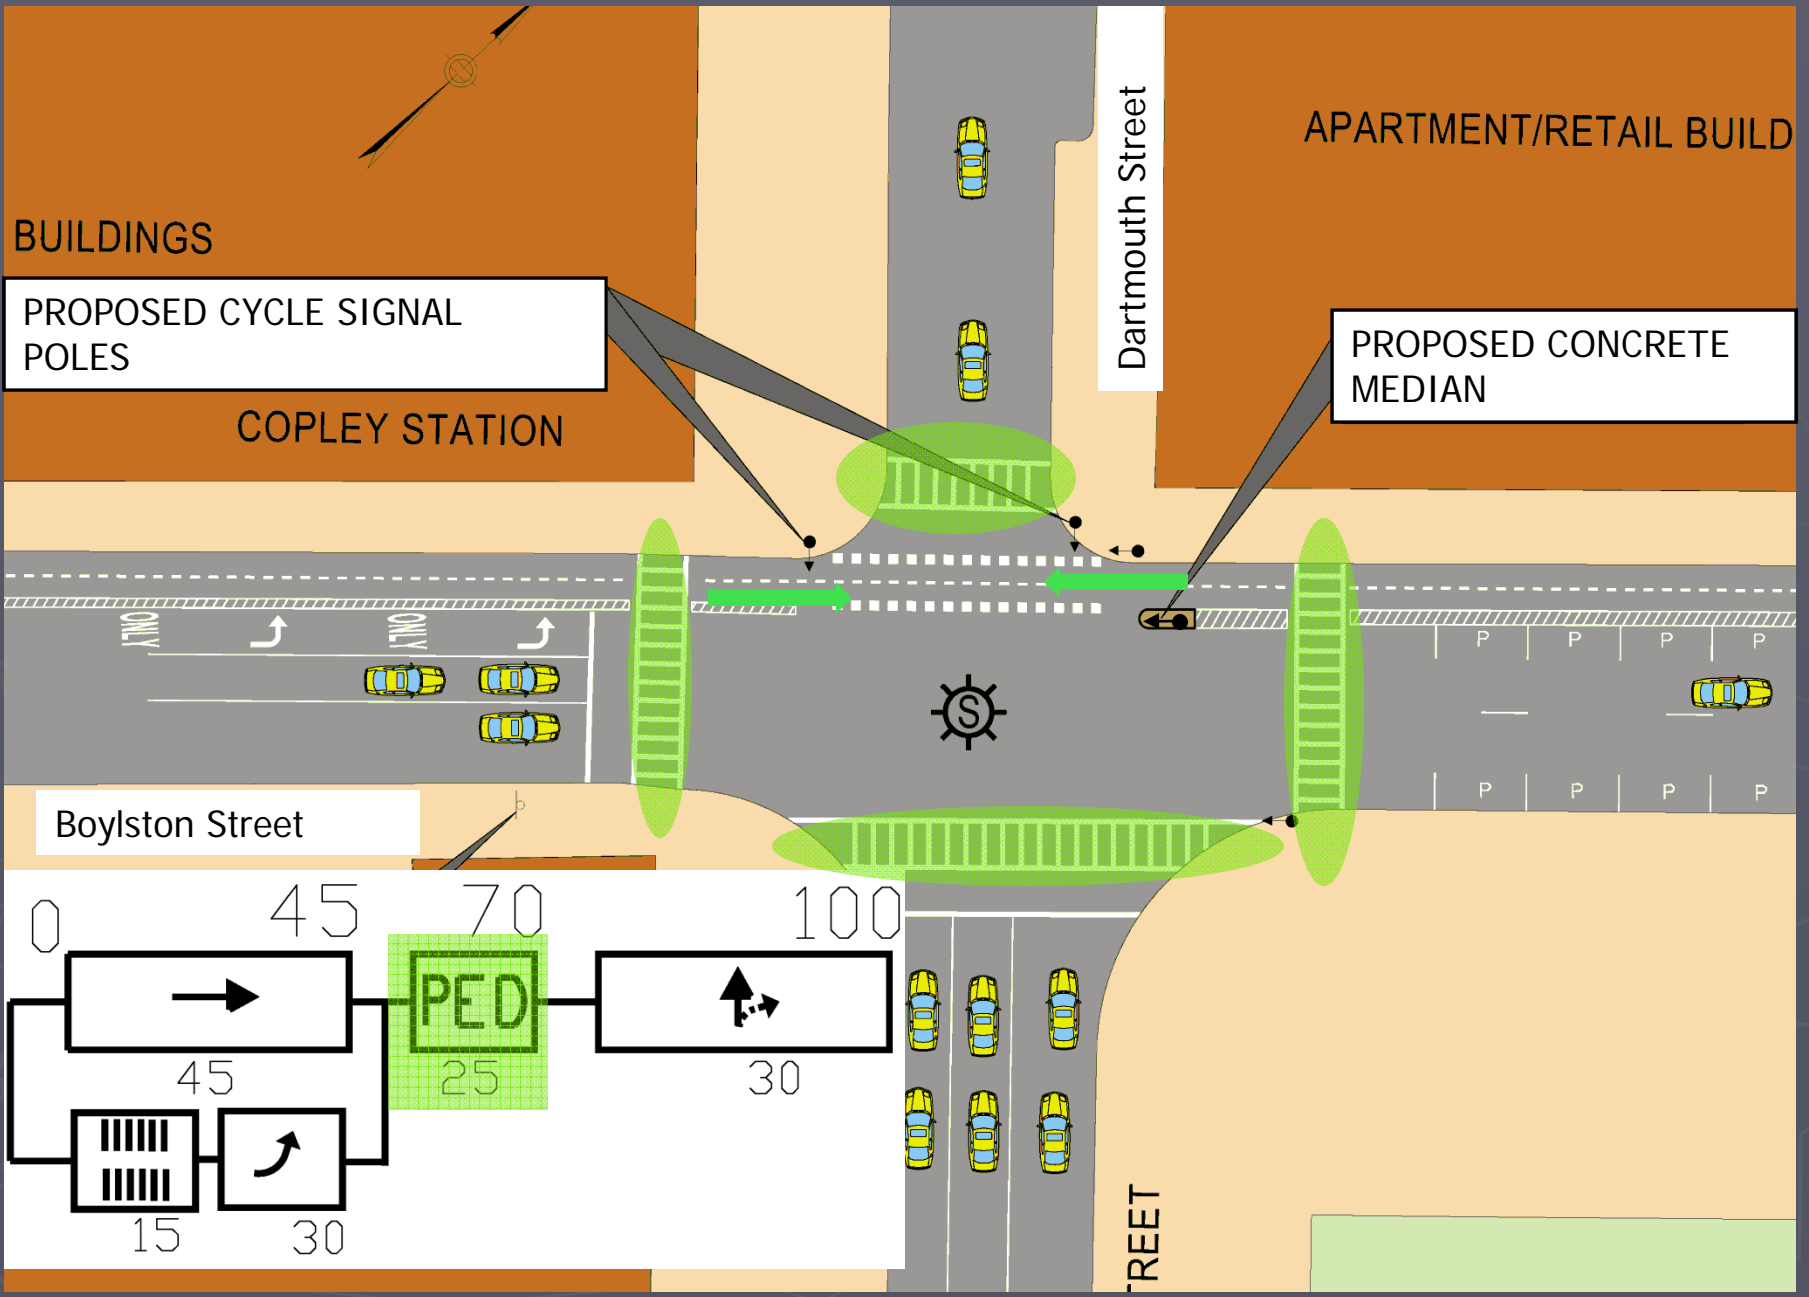 Dartmouth Street
APARTMENT/RETAIL BUILD
BUILDINGS
PROPOSED CYCLE SIGNAL
POLES
PROPOSED CONCRETE
MEDIAN
COPLEY STATION
ONLY
ONLY
P
P
P
P
S
P
P
P
P
Boylston Street
0
45
70
100
PED
45
25
30
15
30
TREET